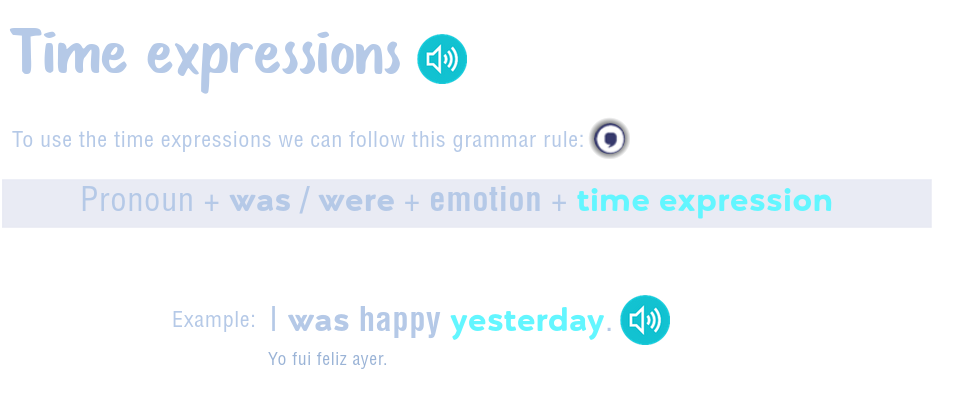 Time expressions
To use the time expressions we can follow this grammar rule:
Pronoun + was / were + emotion + time expression
Example: I was happy yesterday.
Yo fui feliz ayer.